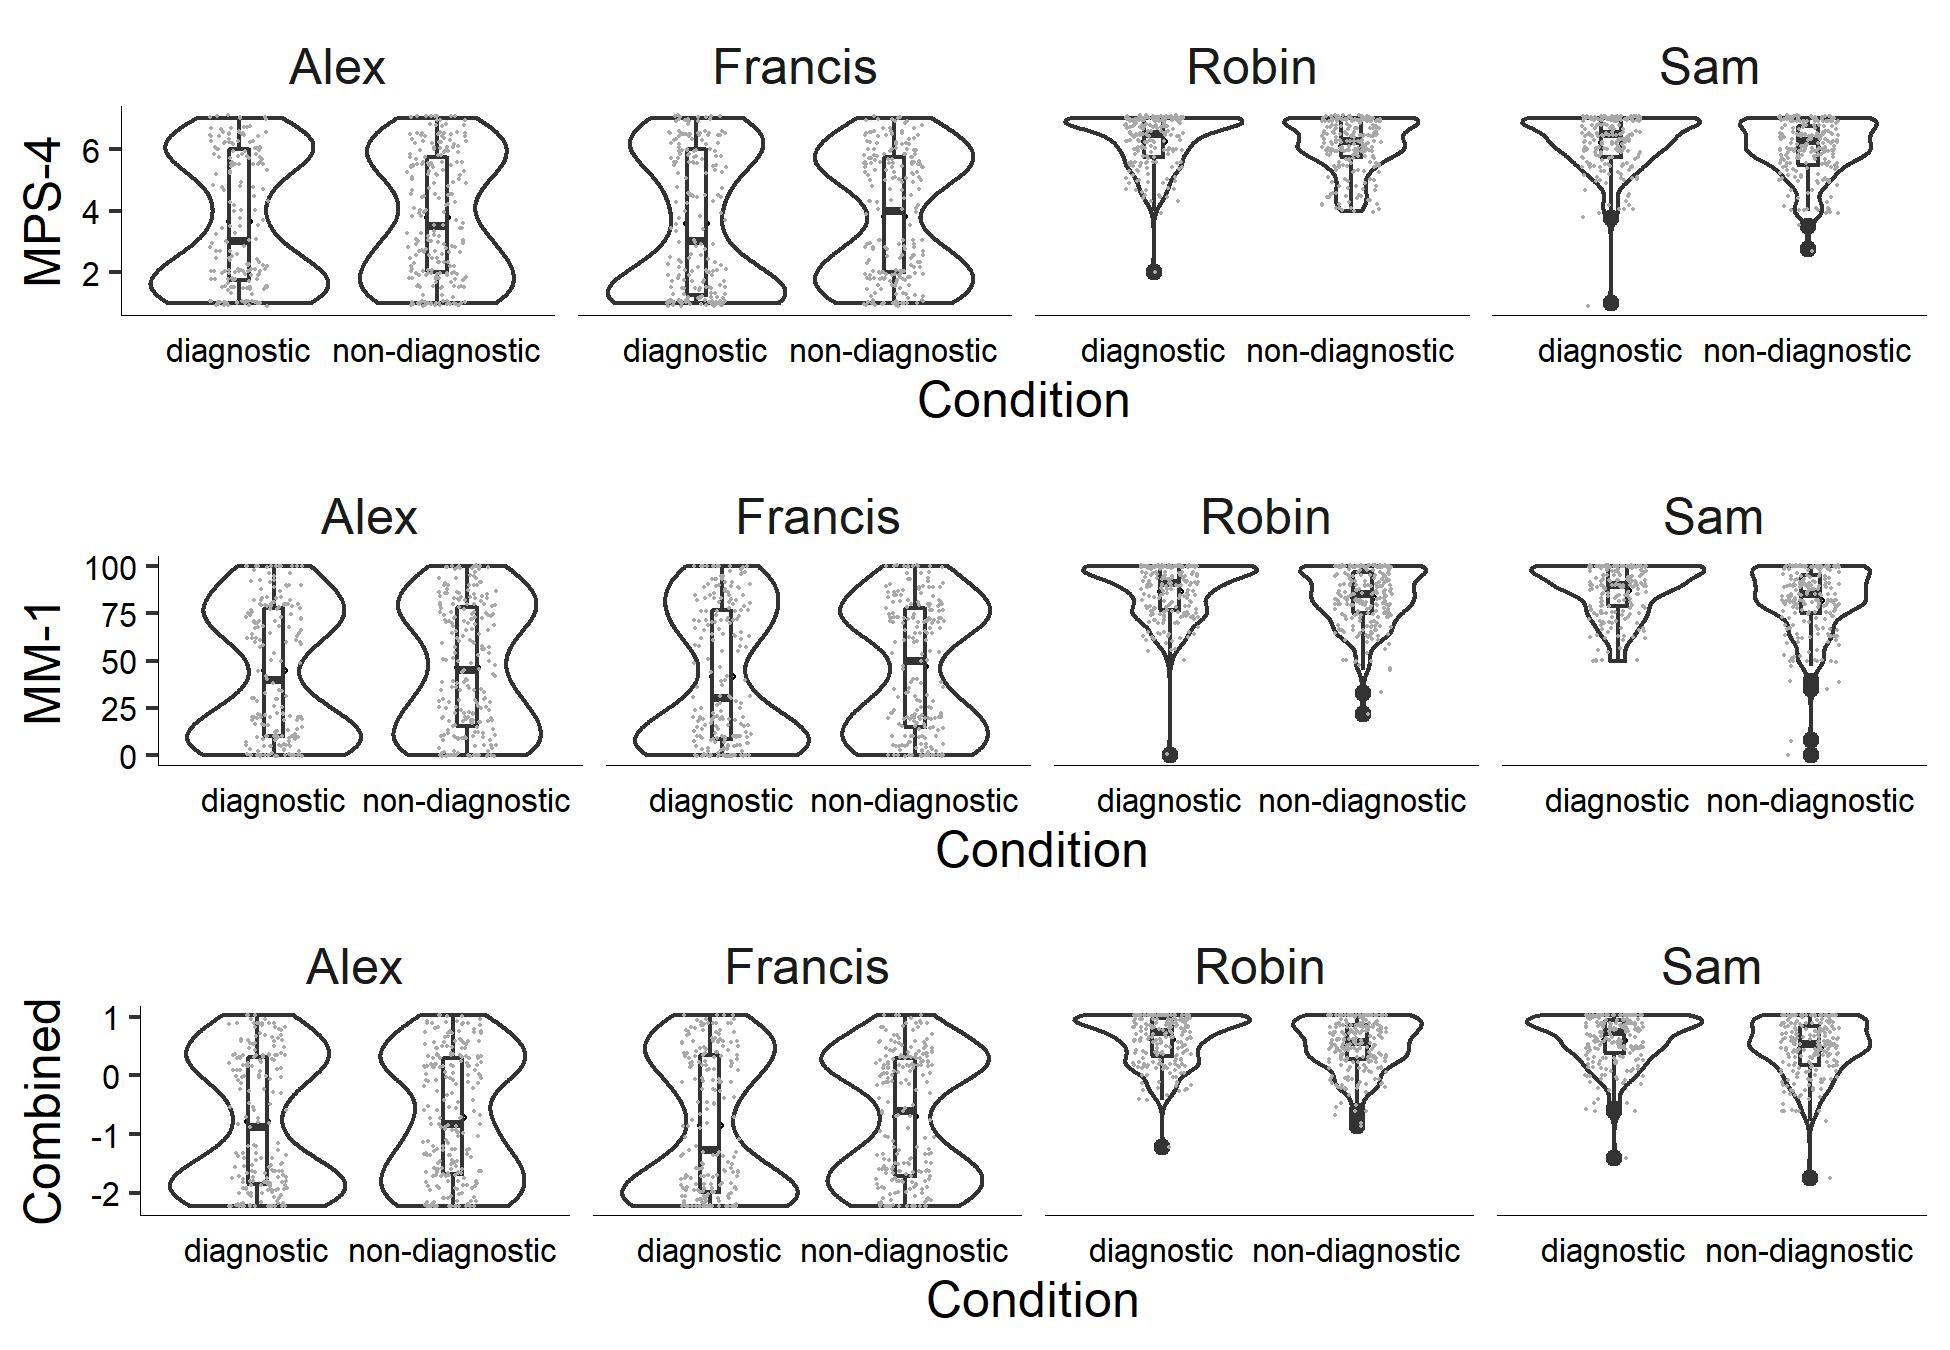 Alex Francis Robin Sam
MPS-4
6
4
2
diagnostic non-diagnostic diagnostic non-diagnostic diagnostic non-diagnostic diagnostic non-diagnostic
Condition
Alex Francis Robin Sam
MM-1
100
75
50
25
0
diagnostic non-diagnostic diagnostic non-diagnostic diagnostic non-diagnostic diagnostic non-diagnostic
Condition
Alex Francis Robin Sam
Combined
1
0
-1
-2
diagnostic non-diagnostic diagnostic non-diagnostic diagnostic non-diagnostic diagnostic non-diagnostic
Condition